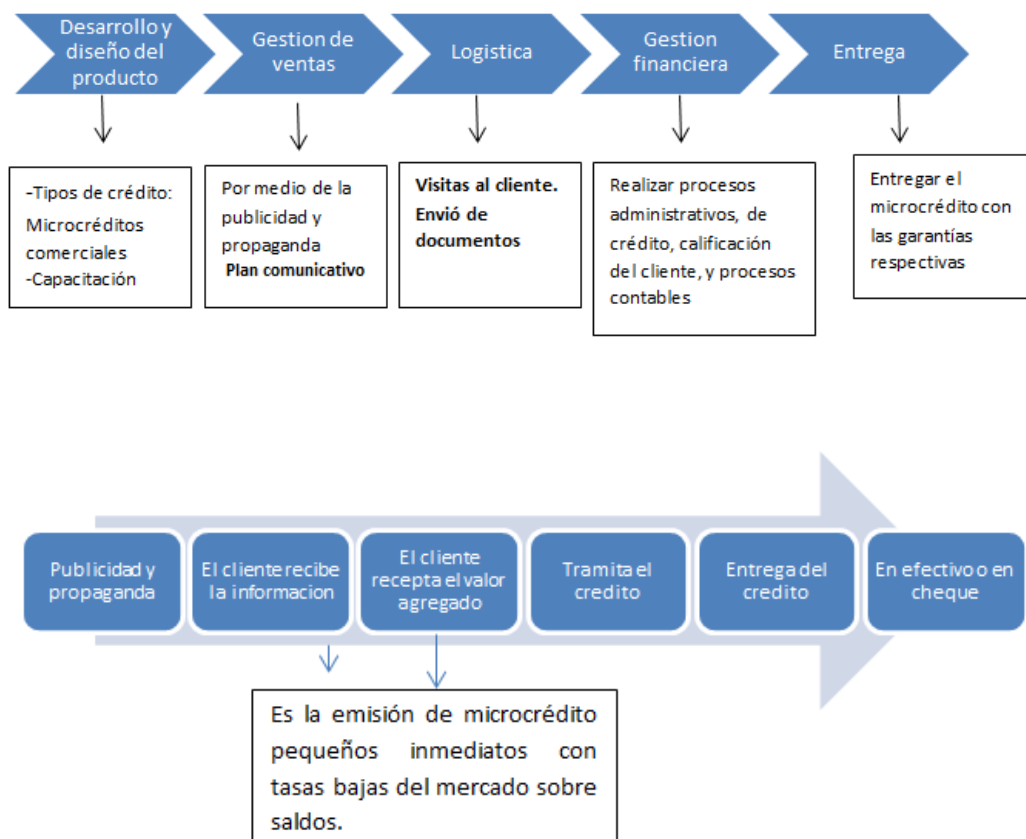 Desarrollo y
diseño del
producto
Gestion de
ventas
Logistica
Gestion
financiera
Entrega
-Tipos de crédito:
Microcréditos
comerciales
-Capacitación
Por medio de la
publicidad y
propaganda
Plan comunicativo
Visitas al cliente.
Envió de
documentos
Realizar procesos
administrativos, de
crédito, calificación
del cliente, y procesos
contables
Entregar el
microcrédito con
las garantías
respectivas
Publicidad y
propaganda
El cliente recibe
la informacion
El cliente
recepta el valor
agregado
Tramita el
credito
Entrega del
credito
En efectivo o en
cheque
Es la emisión de microcrédito
pequeños inmediatos con
tasas bajas del mercado sobre
saldos.